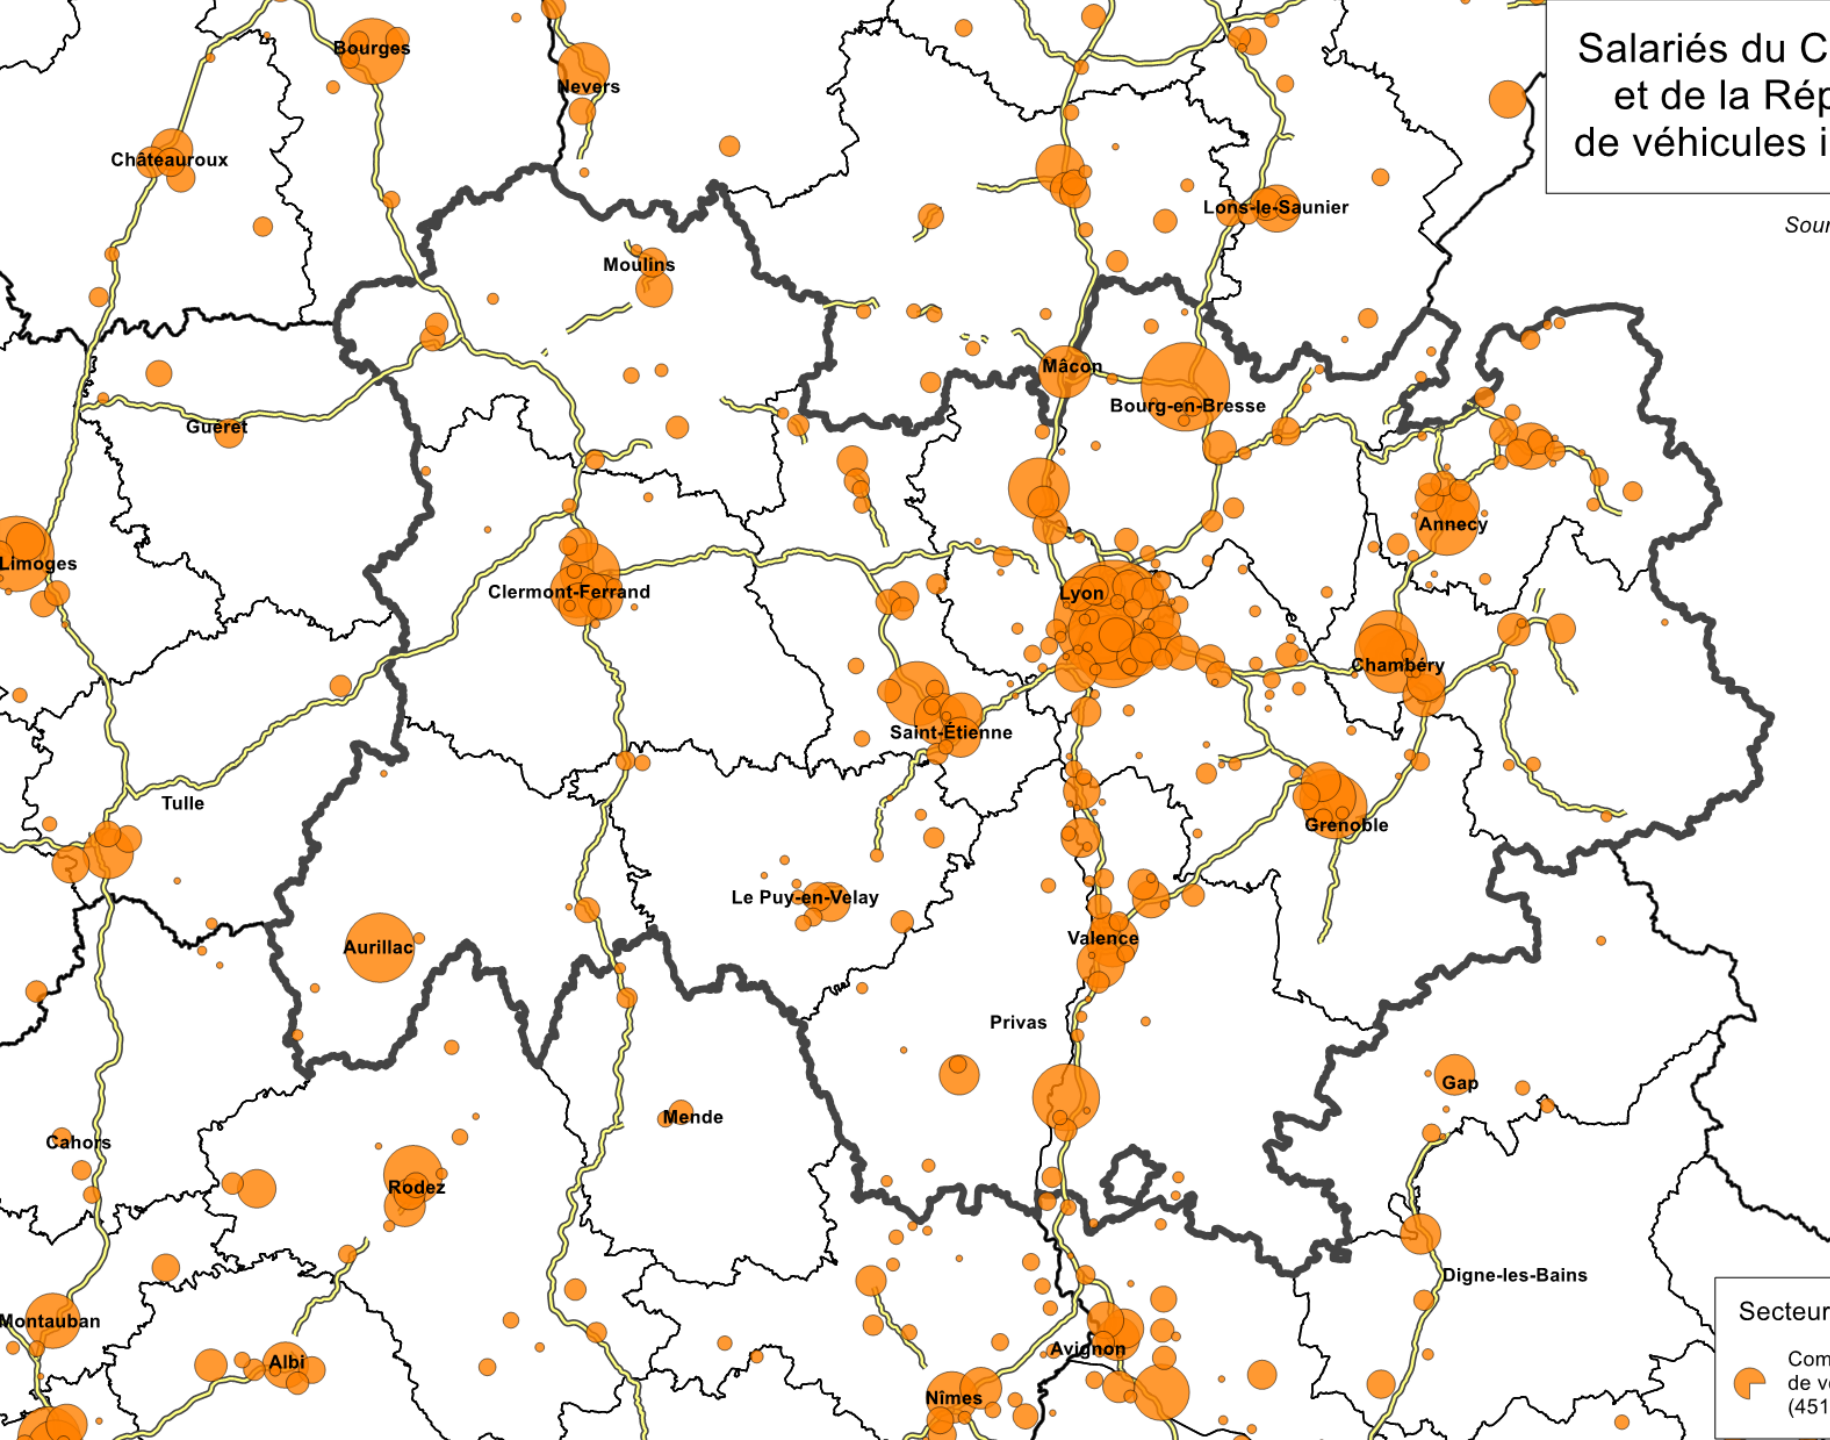 Salariés du C
et de la Rép
de véhicules i
Sour
Bourges
Nevers
Châteauroux
Lons-le-Saunier
Moulins
Mâcon
Bourg-en-Bresse
Guéret
Annecy
Limoges
Clermont-Ferrand
Lyon
Chambéry
Saint-Étienne
Tulle
Grenoble
Le Puy-en-Velay
Valence
Aurillac
Privas
Gap
Mende
Cahors
Rodez
Digne-les-Bains
Montauban
Avignon
Albi
Nîmes
Secteur
Com
de v
(451